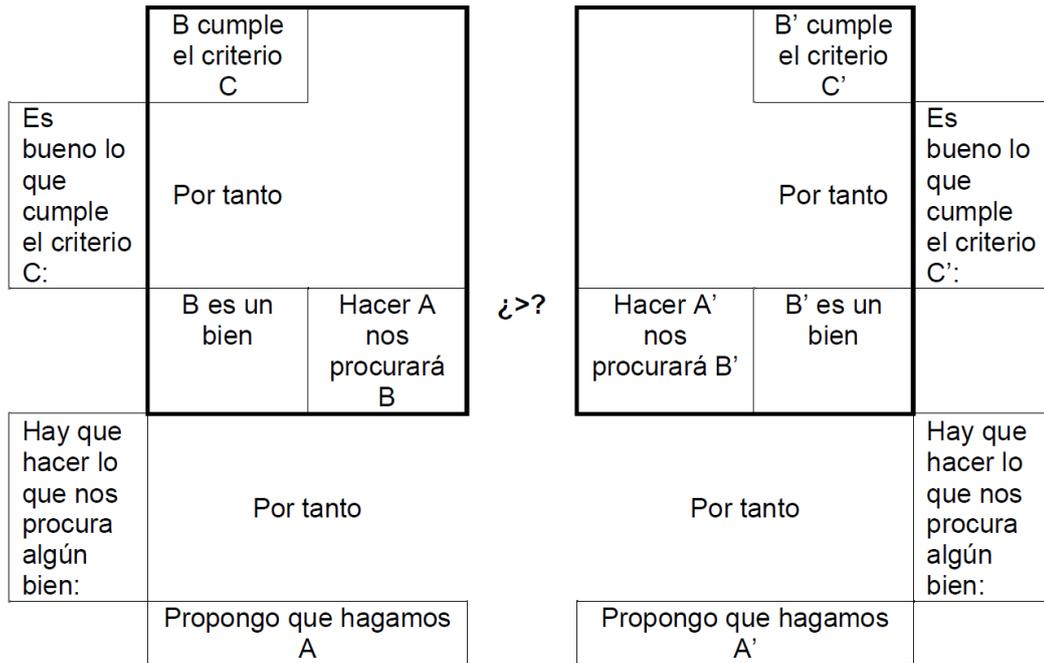 B cumple
el criterio
C
B’ cumple
el criterio
C’
Es
bueno lo
que
cumple
el criterio
C:
Por tanto
Por tanto
Es
bueno lo
que
cumple
el criterio
C’:
B es un
bien
Hacer A
nos
procurará
B
¿>?
Hacer A’
nos
procurará B’
B’ es un
bien
Hay que
hacer lo
que nos
procura
algún
bien:
Por tanto
Por tanto
Hay que
hacer lo
que nos
procura
algún
bien:
Propongo que hagamos
A
Propongo que hagamos
A’